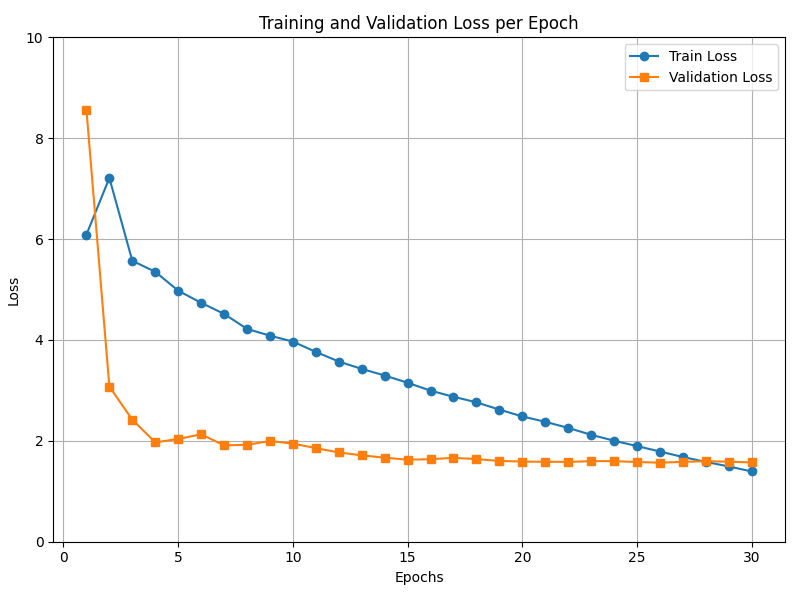 Training and Validation Loss per Epoch
Train Loss
Validation Loss
Loss
10
8
6
4
2
0
0 5 10 15 20 25 30
Epochs